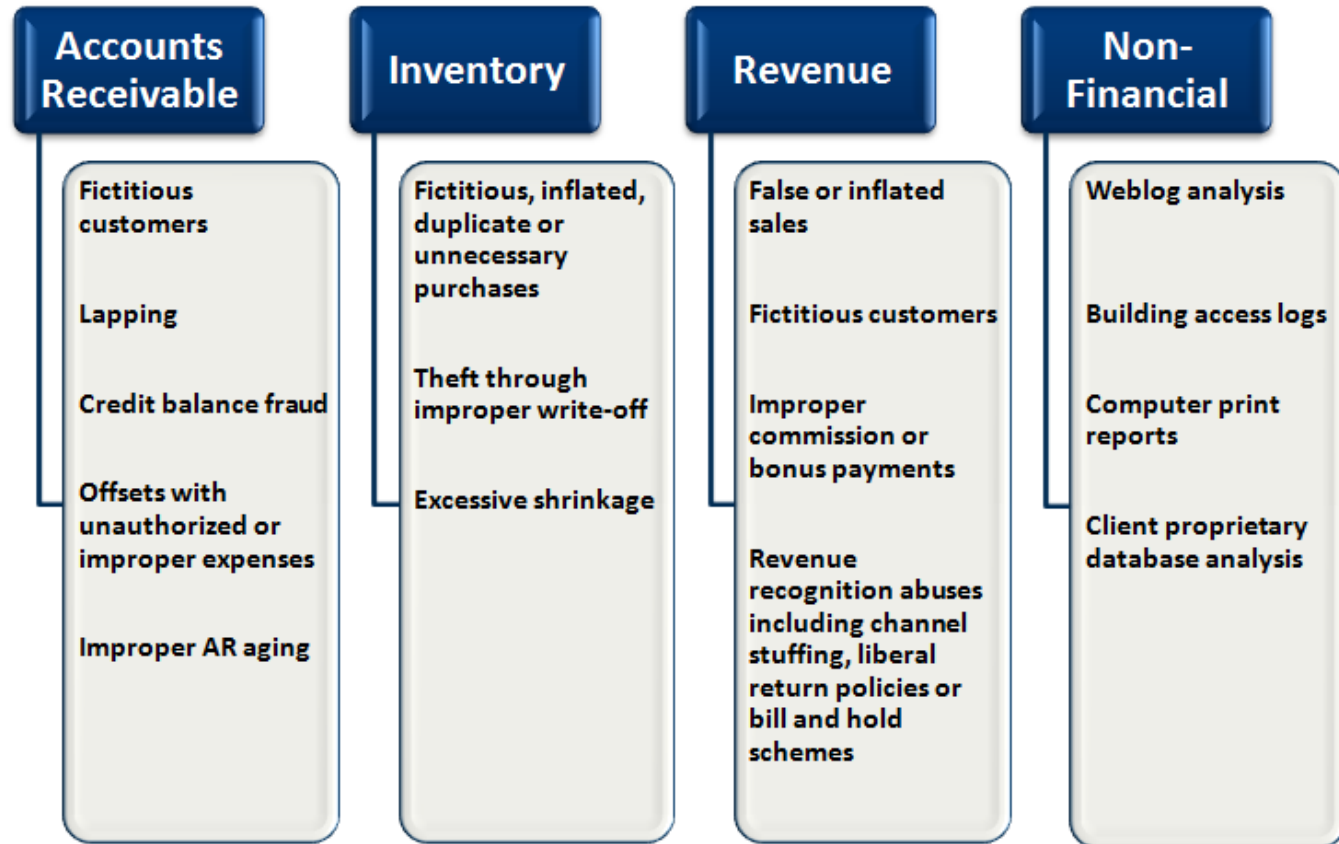 Accounts
Receivable
Fictitious
customers
Lapping
Credit balance fraud
Offsets with
unauthorized or
improper expenses
Improper AR aging
Inventory
Fictitious, inflated,
duplicate or
unnecessary
purchases
Theft through
improper write-off
Excessive shrinkage
Revenue
False or inflated
sales
Fictitious customers
Improper
commission or
bonus payments
Revenue
recognition abuses
including channel
stuffing, liberal
return policies or
bill and hold
schemes
Non-
Financial
Weblog analysis
Building access logs
Computer print
reports
Client proprietary
database analysis